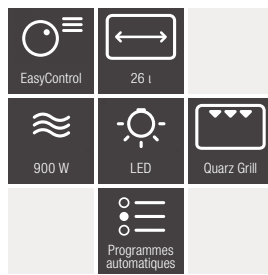 EasyControl
26 l
900 W
LED
Quarz Grill
Programmes
automatiques